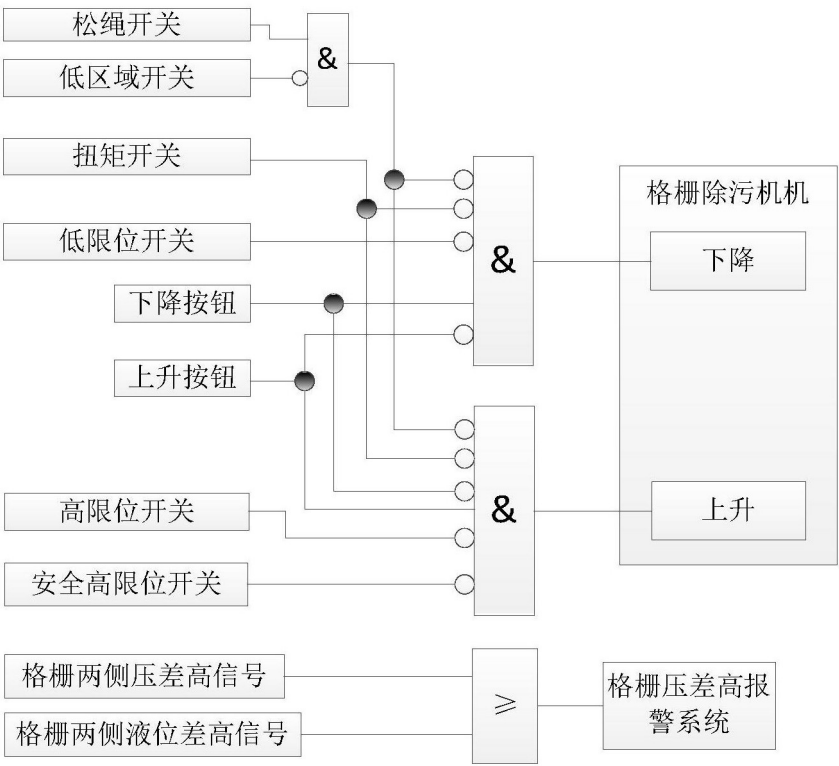 松绳开关
&
低区域开关
扭矩开关
格栅除污机机
低限位开关
&
下降
下降按钮
上升按钮
高限位开关
&
上升
安全高限位开关
格栅两侧压差高信号
≥
格栅压差高报
警系统
格栅两侧液位差高信号